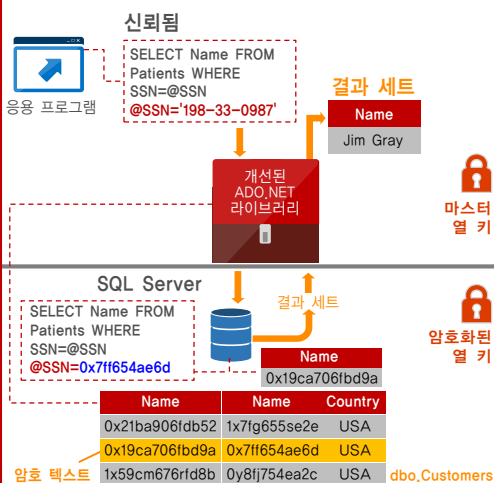 신뢰됨
SELECT Name FROM
Patients WHERE
SSN=@SSN
@SSN='198-33-0987'
응용 프로그램
결과 세트
Name
Jim Gray
개선된
ADO.NET
라이브러리
마스터
열 키
SQL Server
SELECT Name FROM
Patients WHERE
SSN=@SSN
@SSN=0x7ff654ae6d
결과 세트
암호화된
열 키
Name
0x19ca706fbd9a
Name Name Country
0x21ba906fdb52 1x7fg655se2e USA
0x19ca706fbd9a 0x7ff654ae6d USA
1x59cm676rfd8b 0y8fj754ea2c USA
암호 텍스트
dbo.Customers